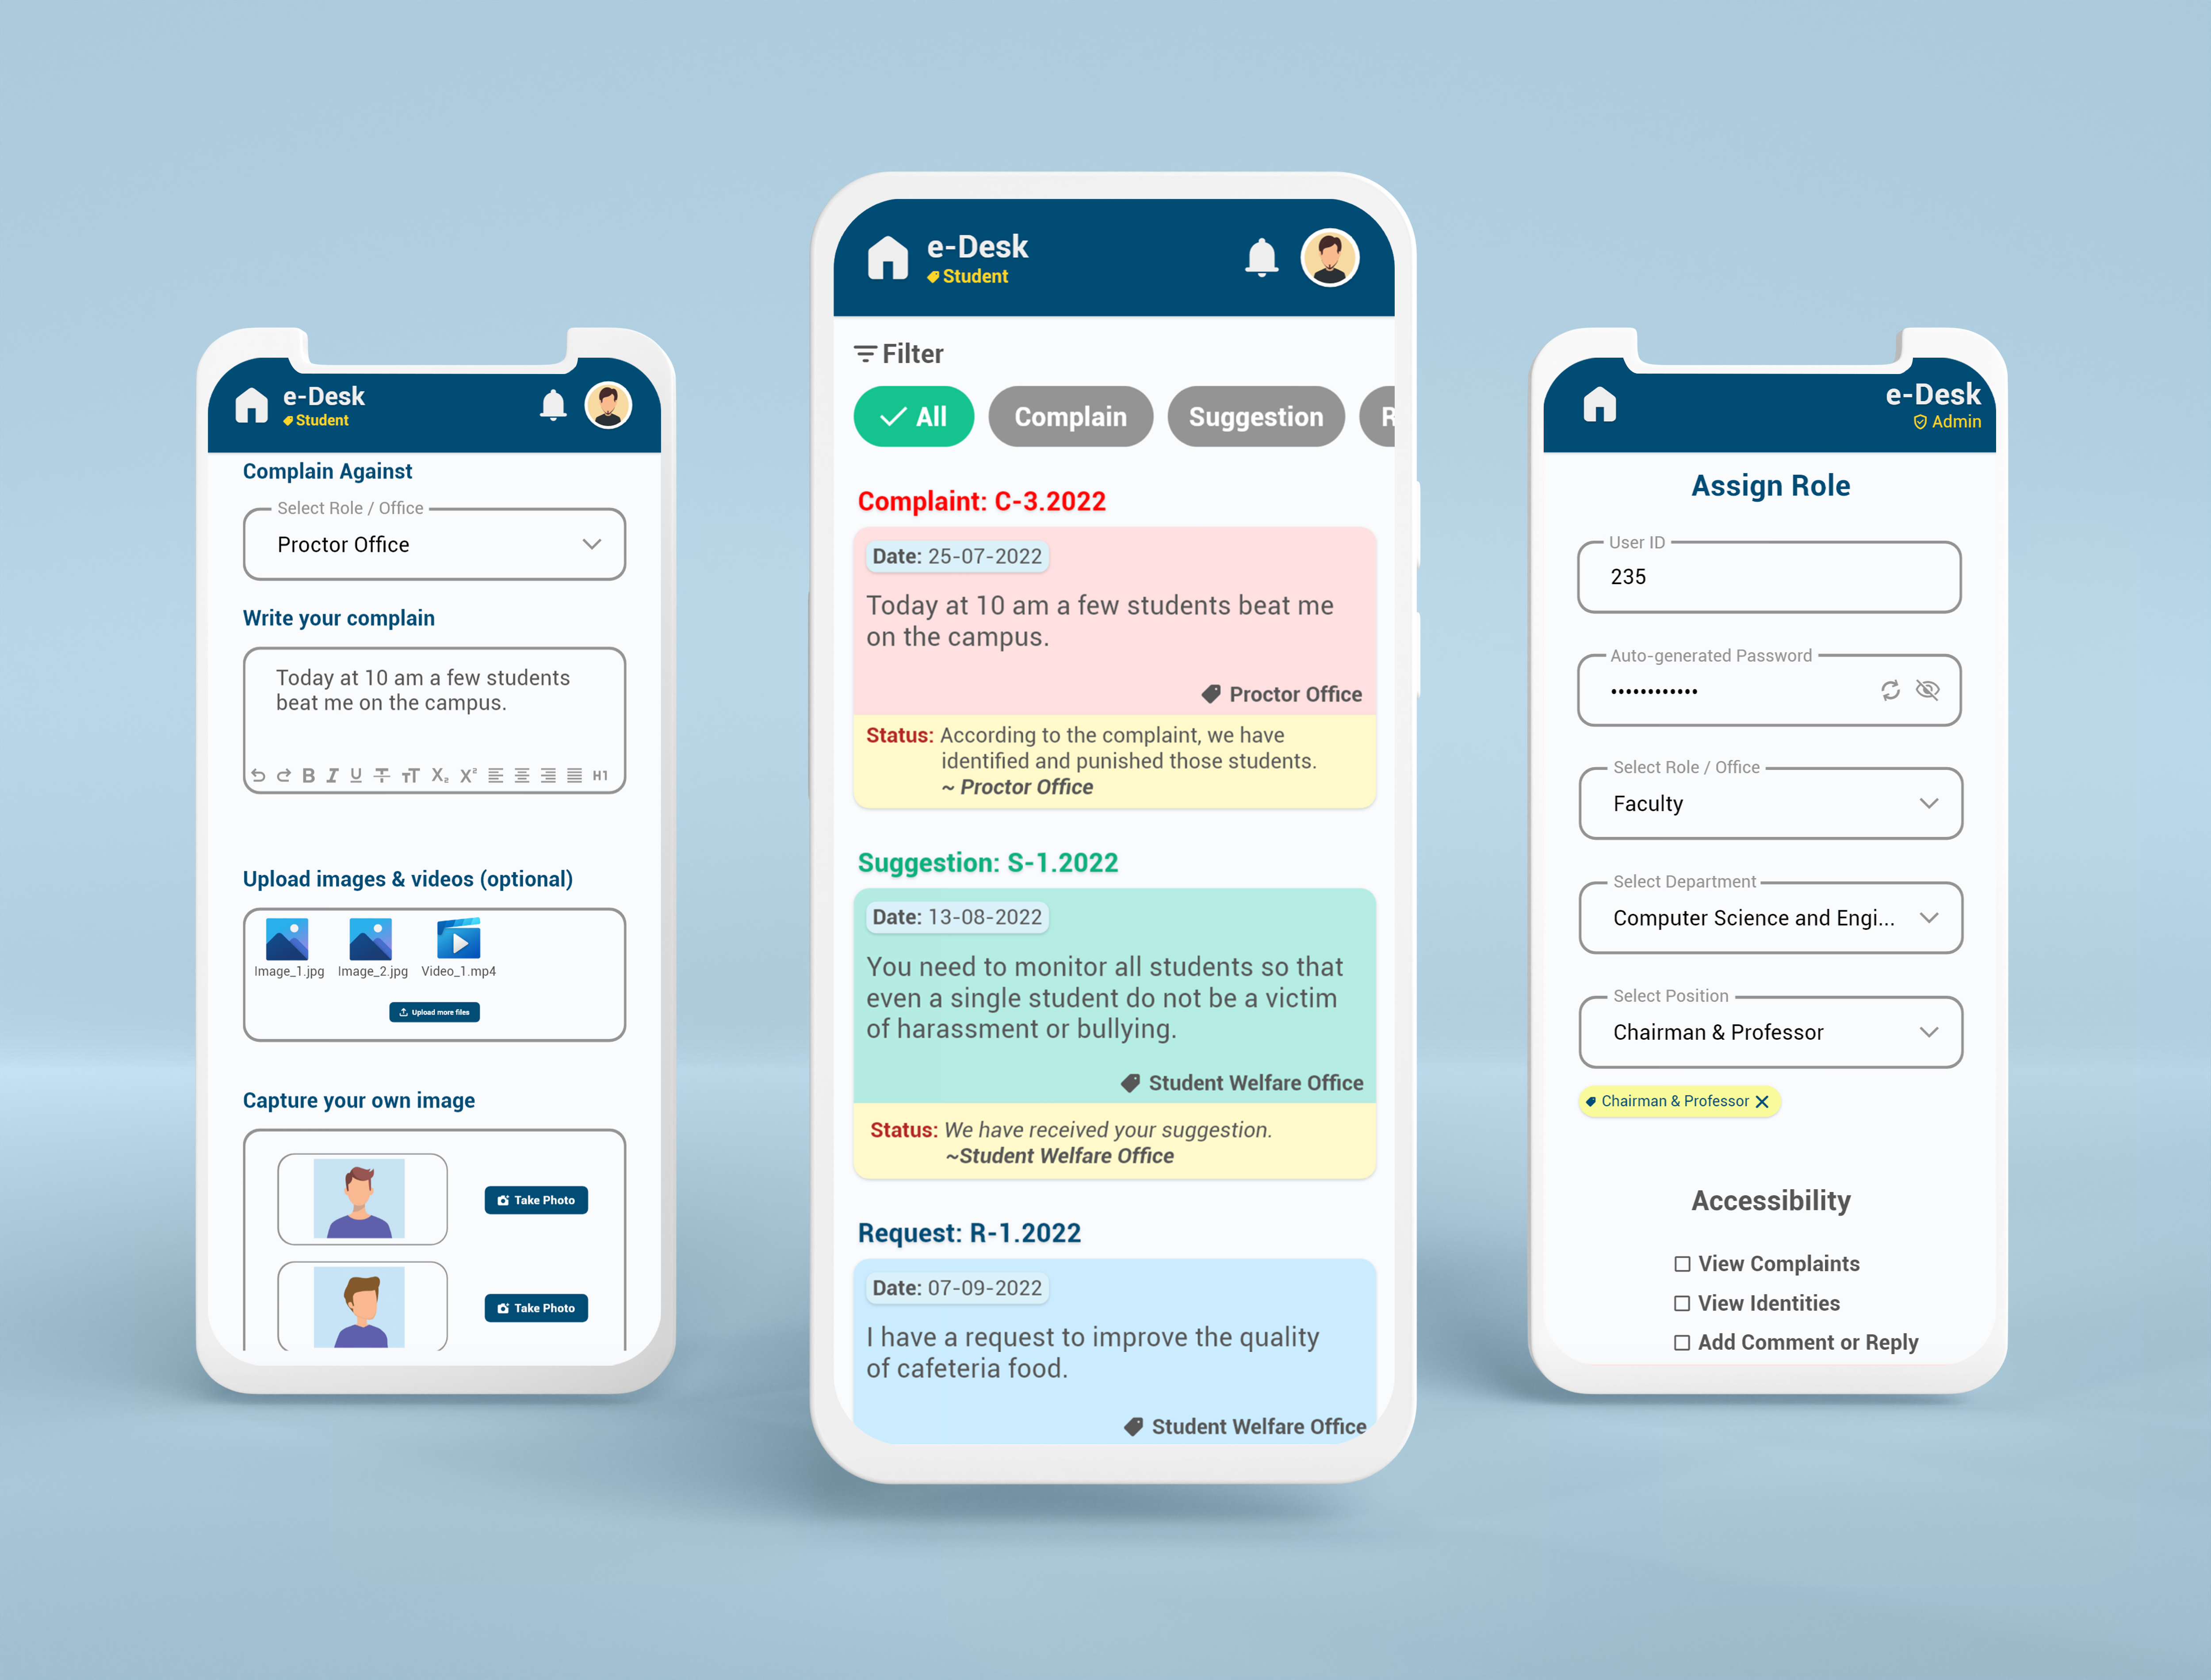 e-Desk
Student
Complain Against
Select Role / Office
Proctor Office
Write your complain
Today at 10 am a few students
beat me on the campus.
B I U T TT X₂ X² H1
Upload images & videos (optional)
Image_1.jpg Image_2.jpg Video_1.mp4
Upload more files
Capture your own image
Take Photo
Take Photo
e-Desk
Student
Filter
All Complain Suggestion R
Complaint: C-3.2022
Date: 25-07-2022
Today at 10 am a few students beat me
on the campus.
Proctor Office
Status: According to the complaint, we have
identified and punished those students.
~ Proctor Office
Suggestion: S-1.2022
Date: 13-08-2022
You need to monitor all students so that
even a single student do not be a victim
of harassment or bullying.
Student Welfare Office
Status: We have received your suggestion.
~Student Welfare Office
Request: R-1.2022
Date: 07-09-2022
I have a request to improve the quality
of cafeteria food.
Student Welfare Office
e-Desk
Admin
Assign Role
User ID
235
Auto-generated Password
••••••••••••
Select Role / Office
Faculty
Select Department
Computer Science and Engi...
Select Position
Chairman & Professor
Chairman & Professor
Accessibility
View Complaints
View Identities
Add Comment or Reply